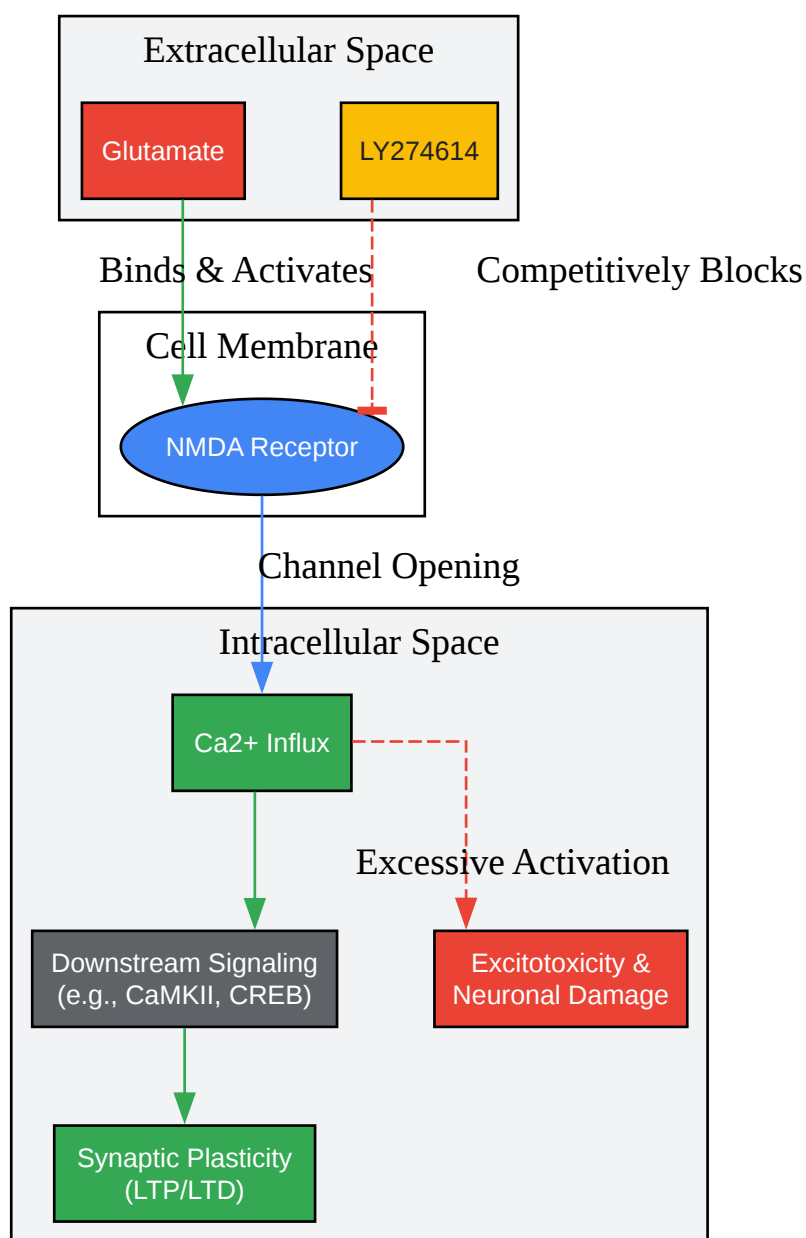 Extracellular Space
Glutamate
LY274614
Binds & Activates
Competitively Blocks
Cell Membrane
NMDA Receptor
Channel Opening
Intracellular Space
Ca2+ Influx
Excessive Activation
Downstream Signaling
(e.g., CaMKII, CREB)
Excitotoxicity &
Neuronal Damage
Synaptic Plasticity
(LTP/LTD)